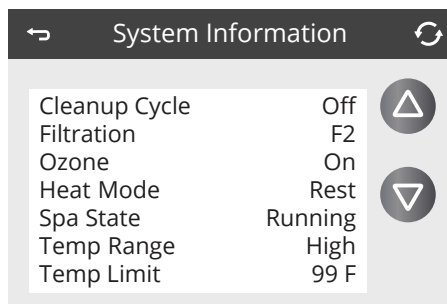 System Information
Cleanup Cycle Off
Filtration F2
Ozone On
Heat Mode Rest
Spa State Running
Temp Range High
Temp Limit 99 F